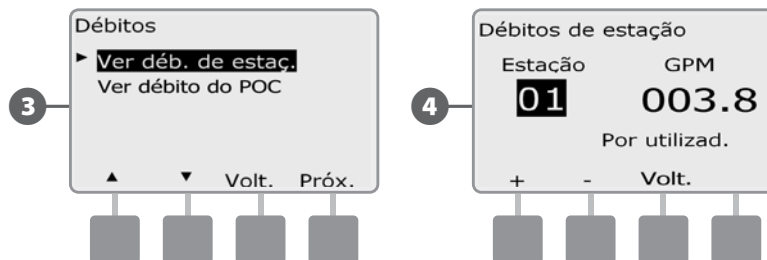 3
Débitos
► Ver déb. de estaç.
Ver débito do POC
▲ ▼ Volt. Próx.
4
Débitos de estação
Estação GPM
01 003.8
Por utilizad.
+ - Volt.